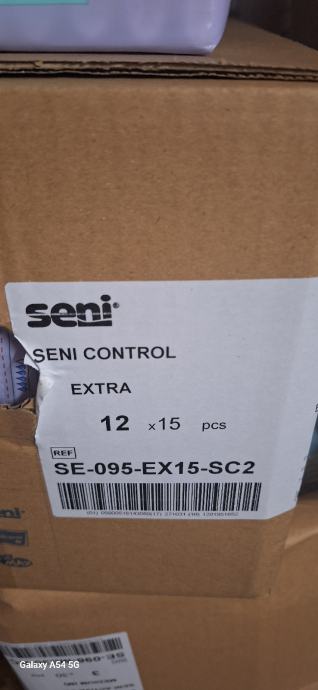 seni®
SENI CONTROL
EXTRA
12 x15 pcs
REF
SE-095-EX15-SC2
Galaxy A54 5G